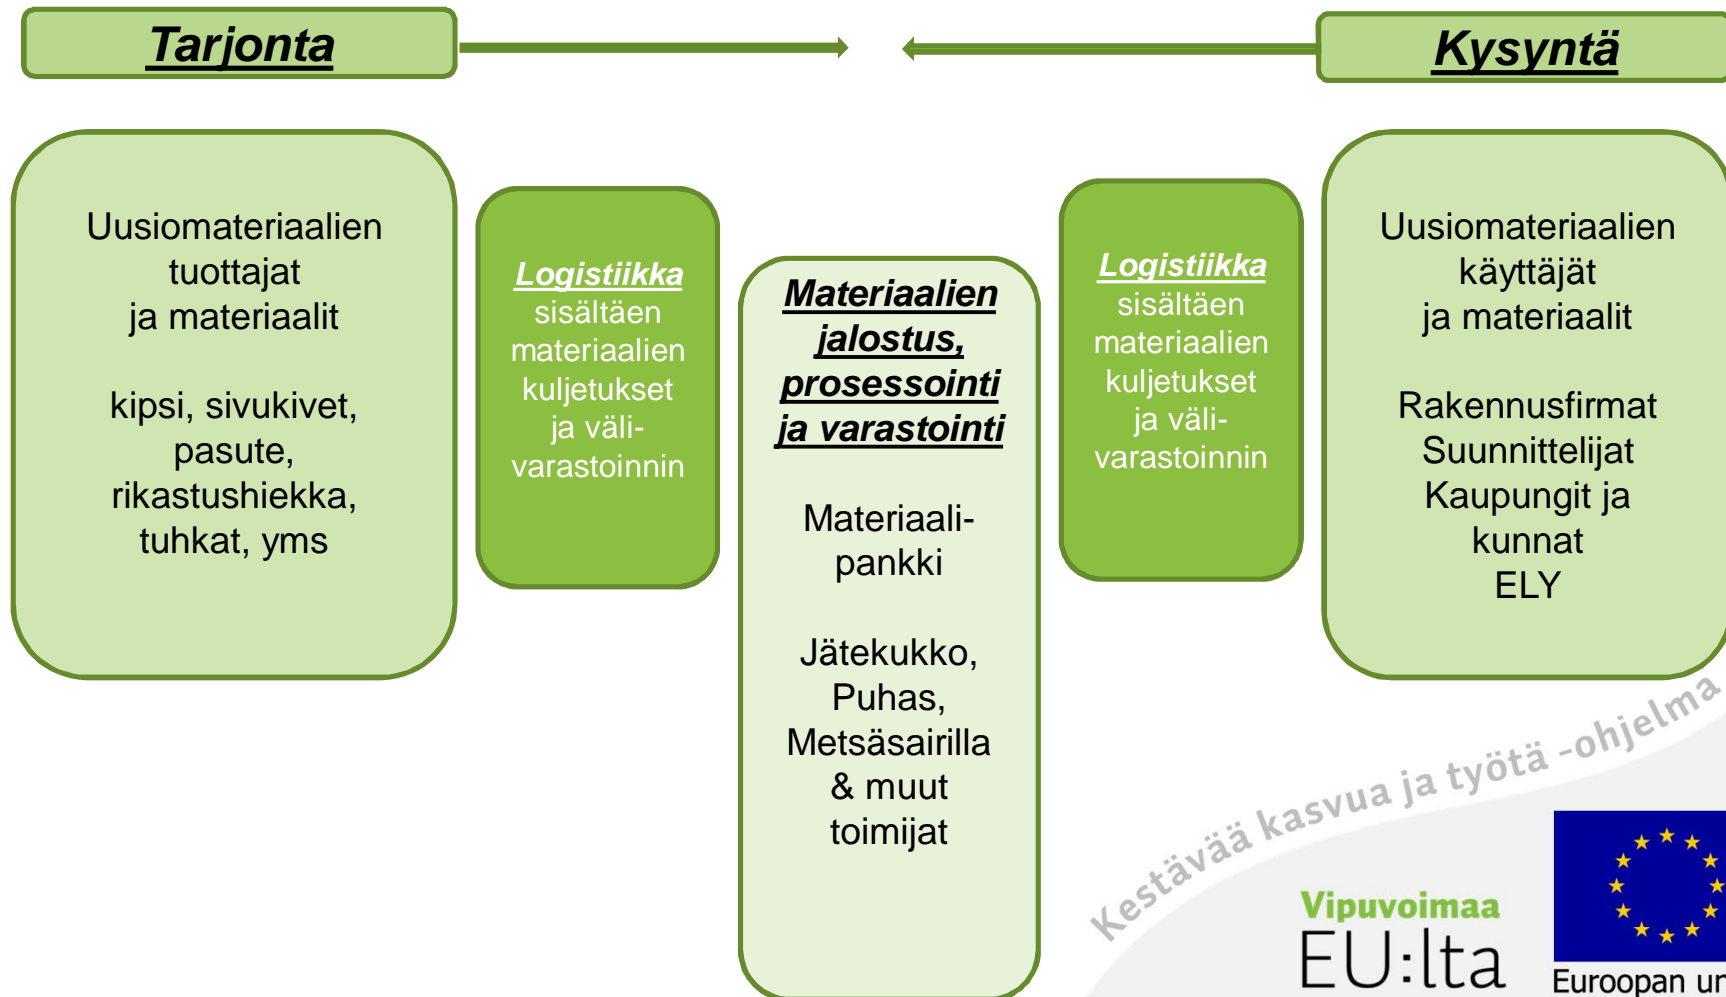 Tarjonta
Kysyntä
Uusiomateriaalien
tuottajat
ja materiaalit
kipsi, sivukivet,
pasute,
rikastushiekka,
tuhkat, yms
Logistiikka
sisältäen
materiaalien
kuljetukset
ja väli-
varastoinnin
Materiaalien
jalostus,
prosessointi
ja varastointi
Materiaali-
pankki
Jätekukko,
Puhas,
Metsäsairilla
& muut
toimijat
Logistiikka
sisältäen
materiaalien
kuljetukset
ja väli-
varastoinnin
Uusiomateriaalien
käyttäjät
ja materiaalit
Rakennusfirmat
Suunnittelijat
Kaupungit ja
kunnat
ELY
Kestävää kasvua ja työtä -ohjelma
Vipuvoimaa
EU:lta
Euroopan un